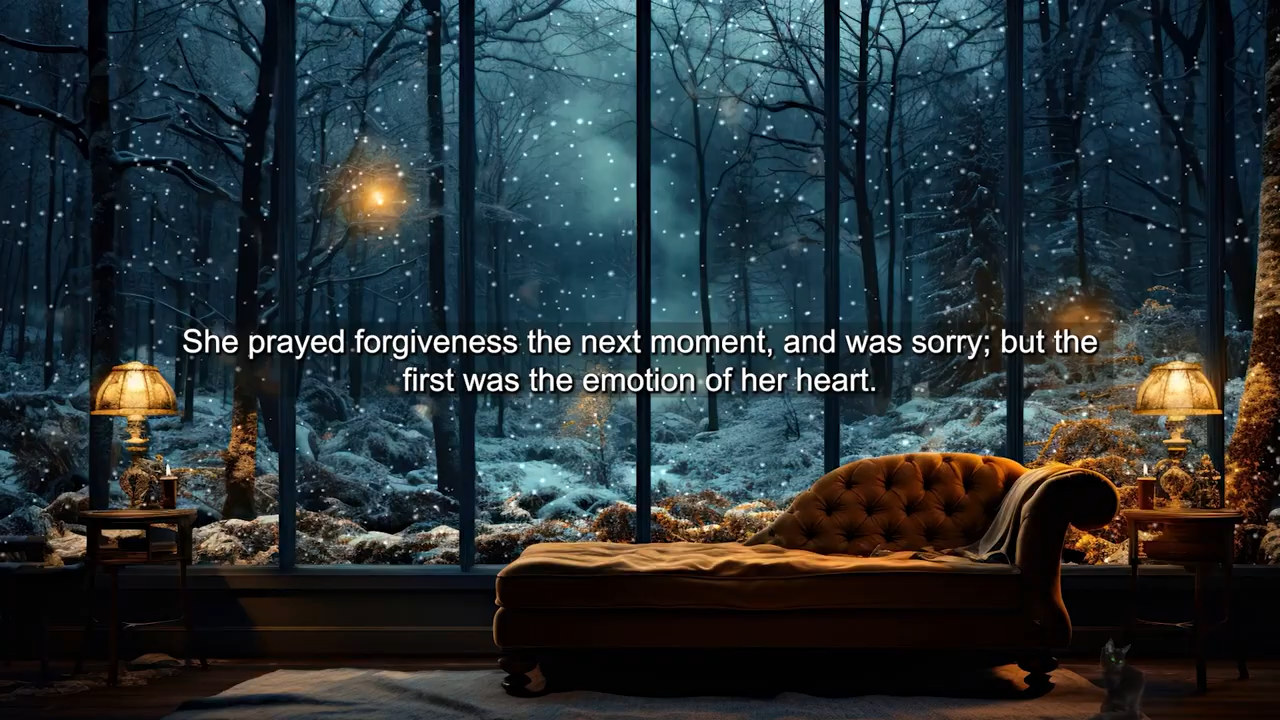 She prayed forgiveness the next moment, and was sorry; but the
first was the emotion of her heart.